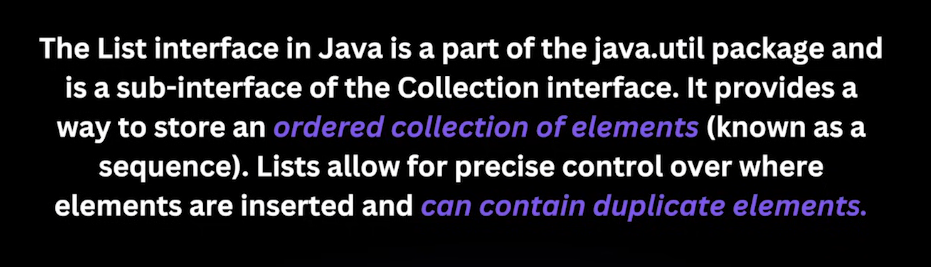 The List interface in Java is a part of the java.util package and
is a sub-interface of the Collection interface. It provides a
way to store an ordered collection of elements (known as a
sequence). Lists allow for precise control over where
elements are inserted and can contain duplicate elements.